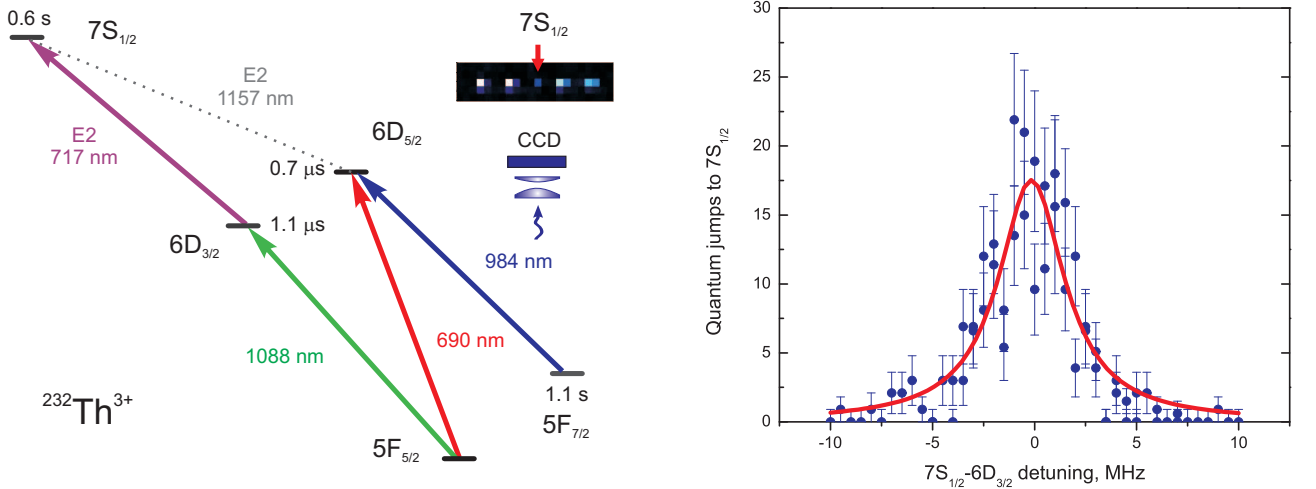 0.6 s
7S1/2
E2
1157 nm
E2
717 nm
7S1/2
CCD
6D5/2
0.7 μs
1.1 μs
6D3/2
984 nm
1088 nm
690 nm
1.1 s
5F7/2
5F5/2
232Th3+
Quantum jumps to 7S1/2
30
25
20
15
10
5
0
-10
-5
0
5
10
7S1/2-6D3/2 detuning, MHz